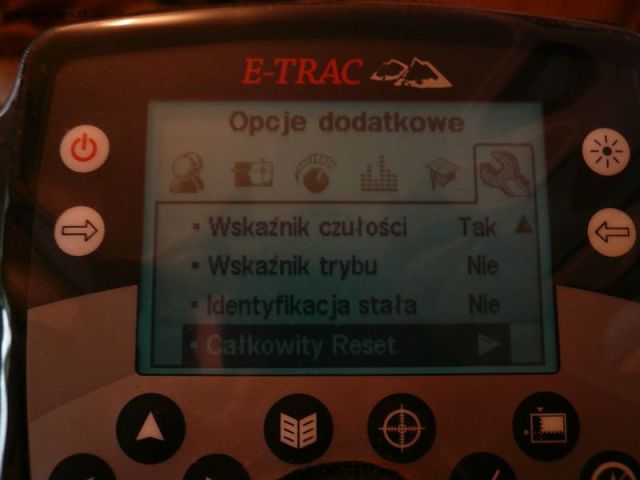 E-TRAC
Opcje dodatkowe
Wskaźnik czułości Tak
Wskaźnik trybu Nie
Identyfikacja stała Nie
Całkowity Reset